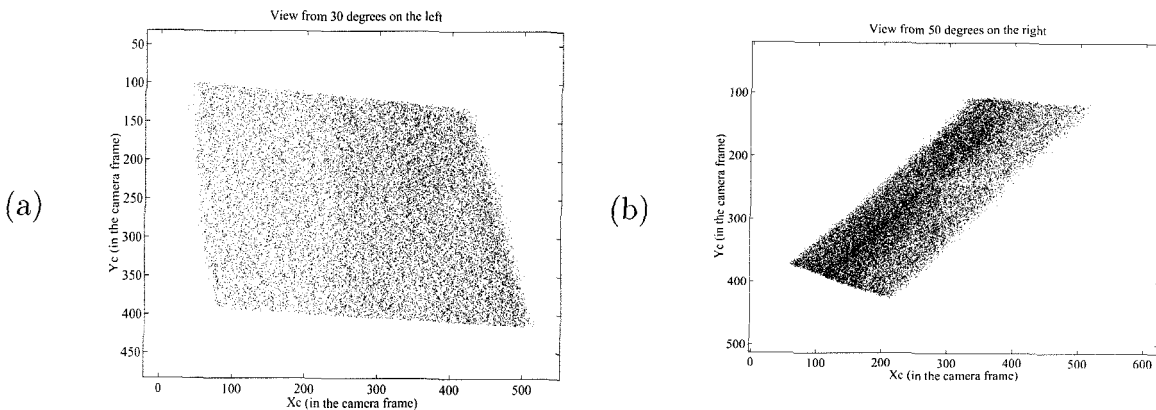 View from 30 degrees on the left
50
100
150
200
250
300
350
400
450
0 100 200 300 400 500
Yc (in the camera frame)
Xc (in the camera frame)
(a)
View from 50 degrees on the right
100
200
300
400
500
0 100 200 300 400 500 600
Yc (in the camera frame)
Xc (in the camera frame)
(b)